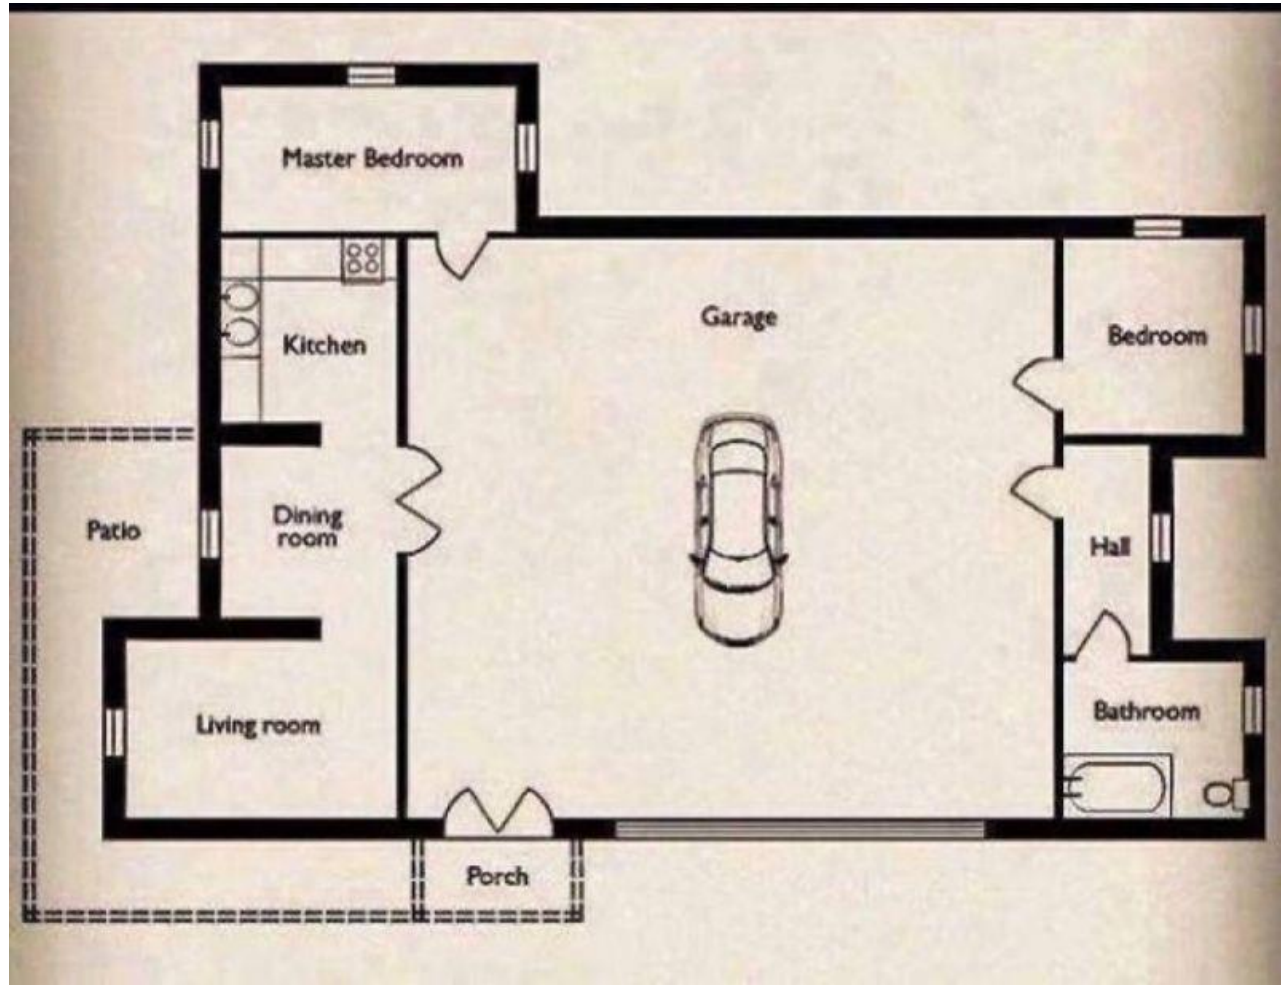 Master Bedroom
Garage
Bedroom
Kitchen
Patio
Dining
room
Hall
Living room
Bathroom
Porch